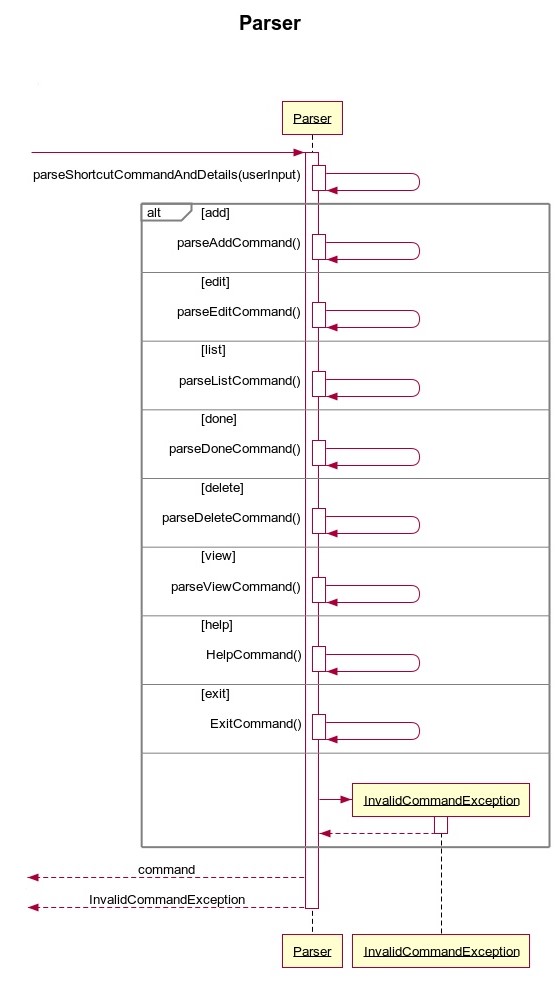 Parser
Parser
parseShortcutCommandAndDetails(userInput)
alt [add]
parseAddCommand()
[edit]
parseEditCommand()
[list]
parseListCommand()
[done]
parseDoneCommand()
[delete]
parseDeleteCommand()
[view]
parseViewCommand()
[help]
HelpCommand()
[exit]
ExitCommand()
InvalidCommandException
command
InvalidCommandException
Parser InvalidCommandException